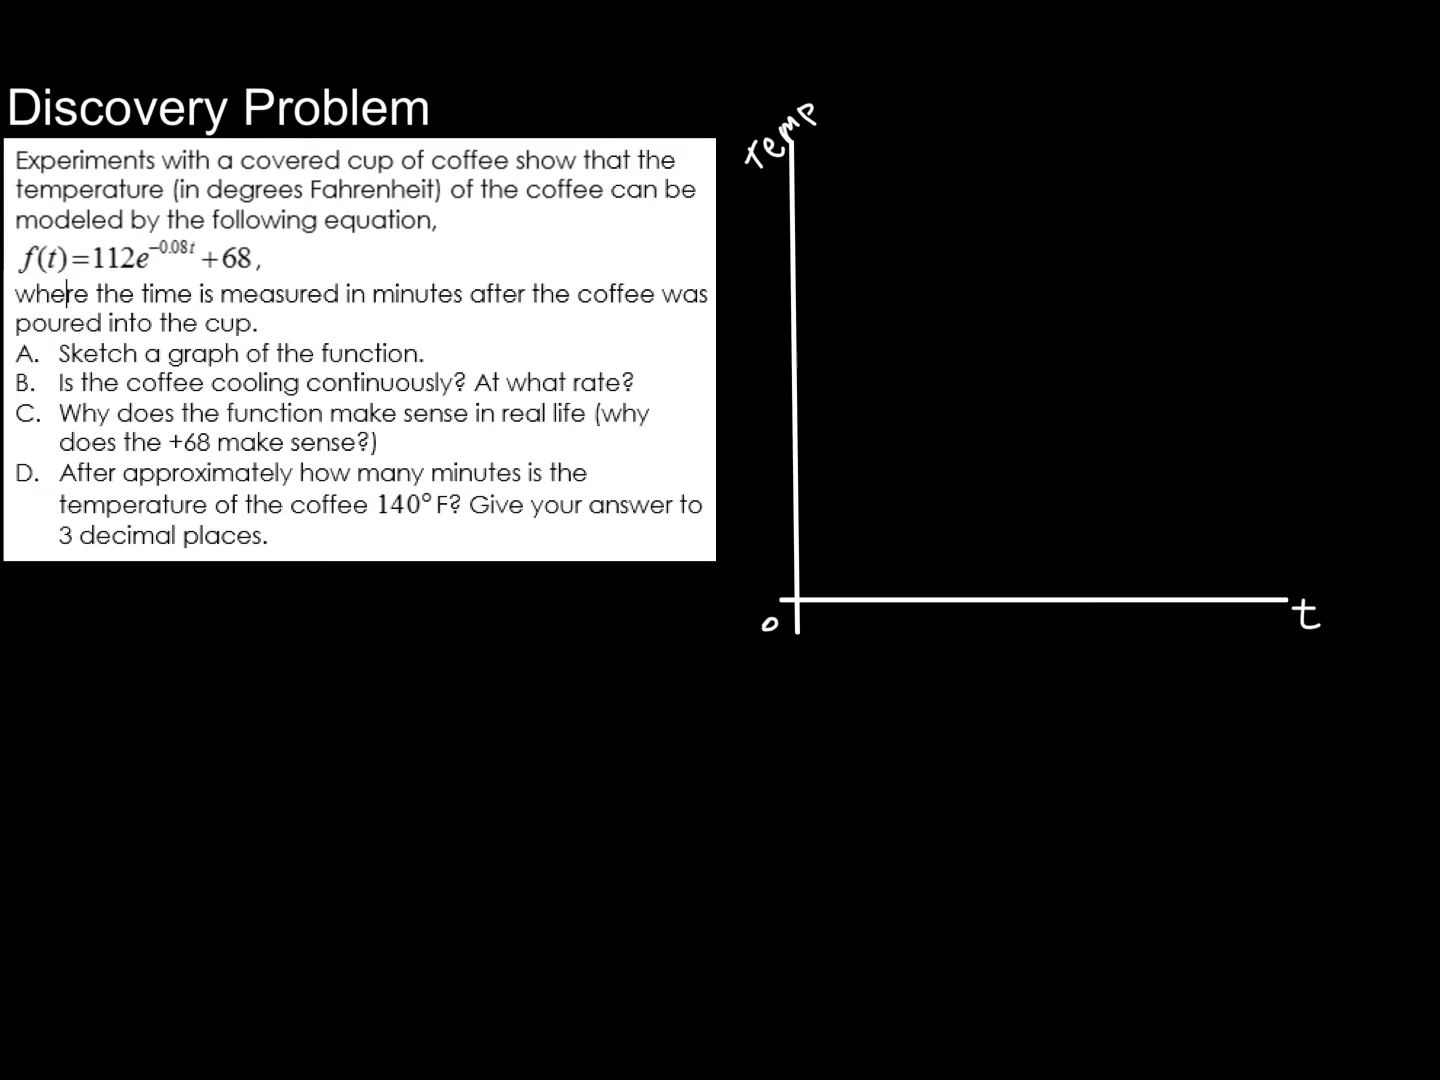 Discovery Problem
Experiments with a covered cup of coffee show that the
temperature (in degrees Fahrenheit) of the coffee can be
modeled by the following equation,
f(t)=112e^{-0.08t}+68,
where the time is measured in minutes after the coffee was
poured into the cup.
A. Sketch a graph of the function.
B. Is the coffee cooling continuously? At what rate?
C. Why does the function make sense in real life (why
does the +68 make sense?)
D. After approximately how many minutes is the
temperature of the coffee 140° F? Give your answer to
3 decimal places.
Temp
0
t